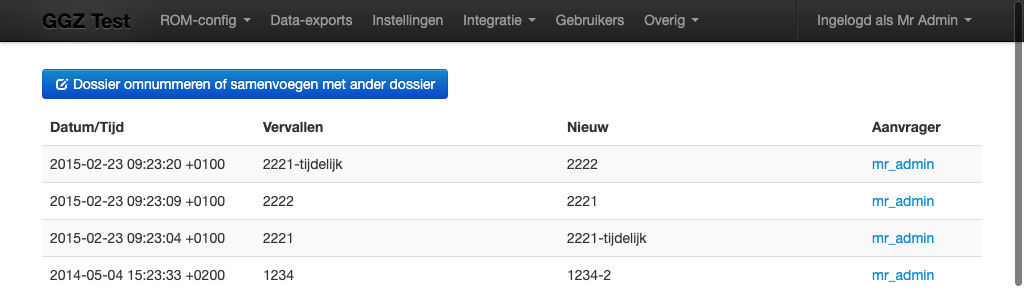 GGZ Test ROM-config Data-exports Instellingen Integratie Gebruikers Overig Ingelogd als Mr Admin
Dossier omnummeren of samenvoegen met ander dossier
Datum/Tijd Vervallen Nieuw Aanvrager
2015-02-23 09:23:20 +0100 2221-tijdelijk 2222 mr_admin
2015-02-23 09:23:09 +0100 2222 2221 mr_admin
2015-02-23 09:23:04 +0100 2221 2221-tijdelijk mr_admin
2014-05-04 15:23:33 +0200 1234 1234-2 mr_admin